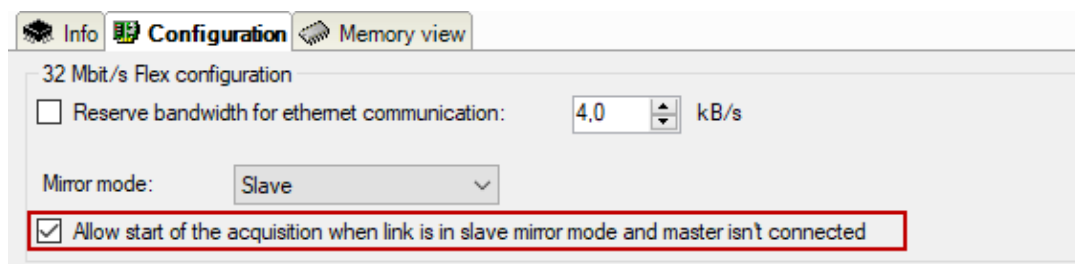 Info Configuration Memory view
32 Mbit/s Flex configuration
Reserve bandwidth for ethernet communication: 4,0 kB/s
Mirror mode: Slave
Allow start of the acquisition when link is in slave mirror mode and master isn't connected